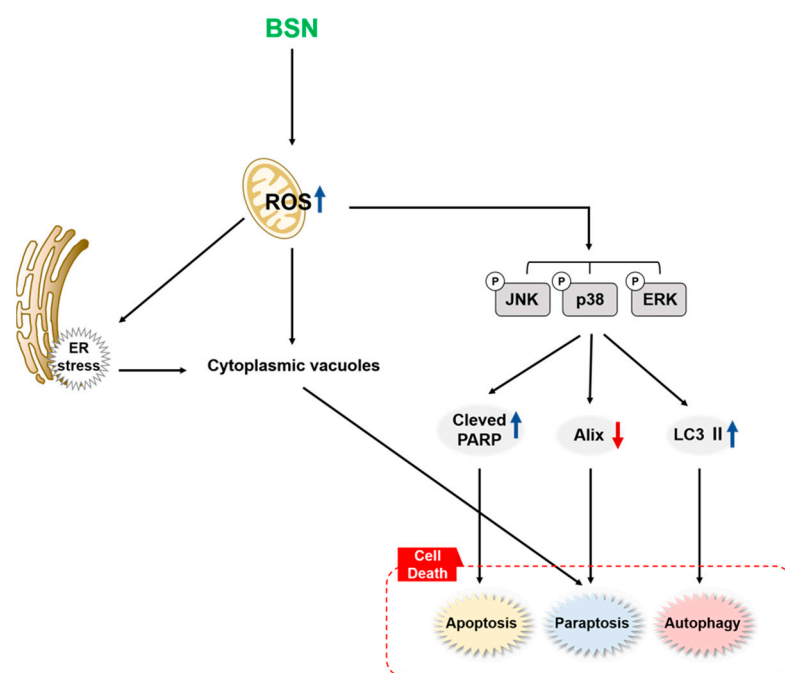 BSN
ROS
P
P
P
JNK
p38
ERK
ER
stress
Cytoplasmic vacuoles
Cleved
PARP
Alix
LC3 II
Cell
Death
Apoptosis
Paraptosis
Autophagy